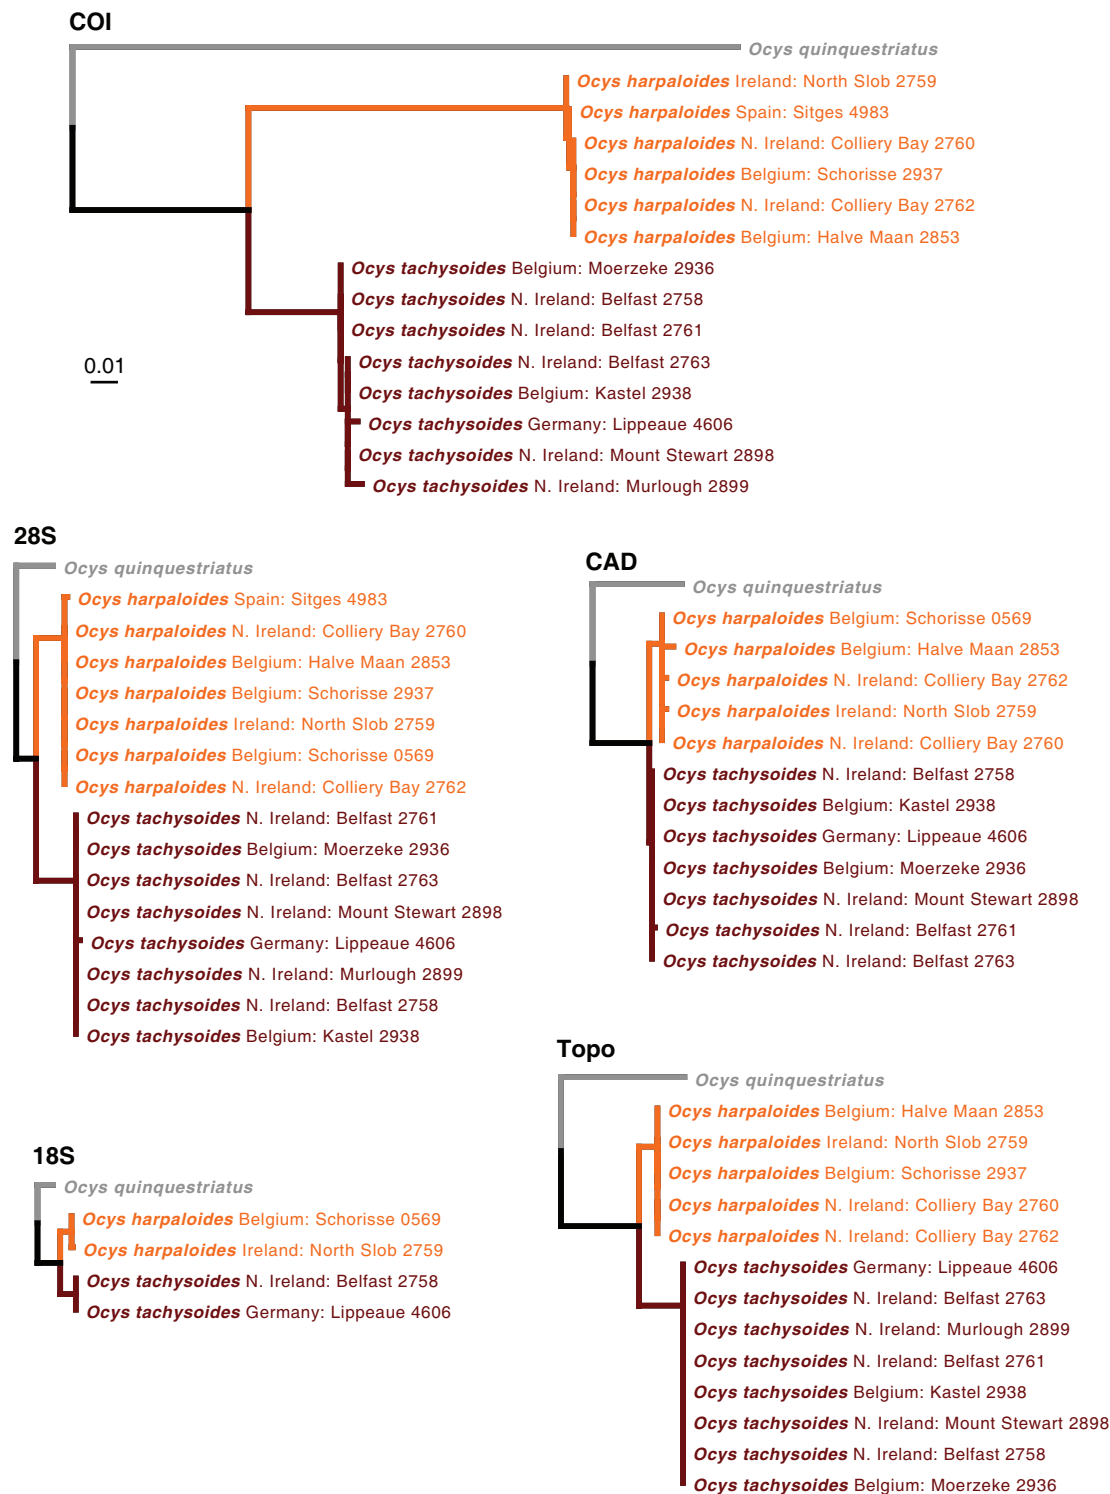 COI
Ocys quinquestriatus
Ocys harpaloides Ireland: North Slob 2759
Ocys harpaloides Spain: Sitges 4983
Ocys harpaloides N. Ireland: Colliery Bay 2760
Ocys harpaloides Belgium: Schorisse 2937
Ocys harpaloides N. Ireland: Colliery Bay 2762
Ocys harpaloides Belgium: Halve Maan 2853
Ocys tachysoides Belgium: Moerzeke 2936
Ocys tachysoides N. Ireland: Belfast 2758
Ocys tachysoides N. Ireland: Belfast 2761
Ocys tachysoides N. Ireland: Belfast 2763
Ocys tachysoides Belgium: Kastel 2938
Ocys tachysoides Germany: Lippeaue 4606
Ocys tachysoides N. Ireland: Mount Stewart 2898
Ocys tachysoides N. Ireland: Murlough 2899
0.01
28S
Ocys quinquestriatus
Ocys harpaloides Spain: Sitges 4983
Ocys harpaloides N. Ireland: Colliery Bay 2760
Ocys harpaloides Belgium: Halve Maan 2853
Ocys harpaloides Belgium: Schorisse 2937
Ocys harpaloides Ireland: North Slob 2759
Ocys harpaloides Belgium: Schorisse 0569
Ocys harpaloides N. Ireland: Colliery Bay 2762
Ocys tachysoides N. Ireland: Belfast 2761
Ocys tachysoides Belgium: Moerzeke 2936
Ocys tachysoides N. Ireland: Belfast 2763
Ocys tachysoides N. Ireland: Mount Stewart 2898
Ocys tachysoides Germany: Lippeaue 4606
Ocys tachysoides N. Ireland: Murlough 2899
Ocys tachysoides N. Ireland: Belfast 2758
Ocys tachysoides Belgium: Kastel 2938
CAD
Ocys quinquestriatus
Ocys harpaloides Belgium: Schorisse 0569
Ocys harpaloides Belgium: Halve Maan 2853
Ocys harpaloides N. Ireland: Colliery Bay 2762
Ocys harpaloides Ireland: North Slob 2759
Ocys harpaloides N. Ireland: Colliery Bay 2760
Ocys tachysoides N. Ireland: Belfast 2758
Ocys tachysoides Belgium: Kastel 2938
Ocys tachysoides Germany: Lippeaue 4606
Ocys tachysoides Belgium: Moerzeke 2936
Ocys tachysoides N. Ireland: Mount Stewart 2898
Ocys tachysoides N. Ireland: Belfast 2761
Ocys tachysoides N. Ireland: Belfast 2763
18S
Ocys quinquestriatus
Ocys harpaloides Belgium: Schorisse 0569
Ocys harpaloides Ireland: North Slob 2759
Ocys tachysoides N. Ireland: Belfast 2758
Ocys tachysoides Germany: Lippeaue 4606
Topo
Ocys quinquestriatus
Ocys harpaloides Belgium: Halve Maan 2853
Ocys harpaloides Ireland: North Slob 2759
Ocys harpaloides Belgium: Schorisse 2937
Ocys harpaloides N. Ireland: Colliery Bay 2760
Ocys harpaloides N. Ireland: Colliery Bay 2762
Ocys tachysoides Germany: Lippeaue 4606
Ocys tachysoides N. Ireland: Belfast 2763
Ocys tachysoides N. Ireland: Murlough 2899
Ocys tachysoides N. Ireland: Belfast 2761
Ocys tachysoides Belgium: Kastel 2938
Ocys tachysoides N. Ireland: Mount Stewart 2898
Ocys tachysoides N. Ireland: Belfast 2758
Ocys tachysoides Belgium: Moerzeke 2936